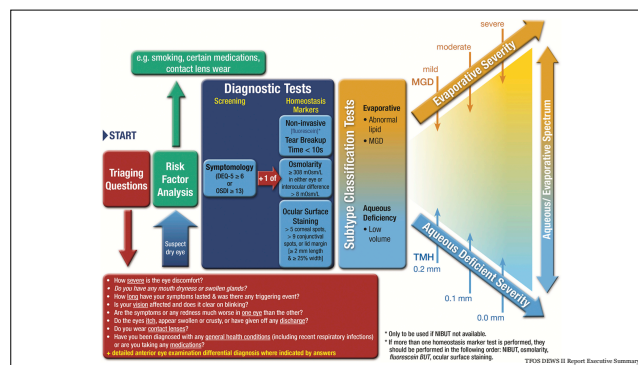 e.g. smoking, certain medications,
contact lens wear
START
Triaging
Questions
Risk
Factor
Analysis
Suspect
dry eye
Diagnostic Tests
Screening
Homeostasis
Markers
Symptomology
(DEQ-5 ≥ 6
or
OSDI ≥ 13)
+1 of
Non-invasive
[fluorescein]*
Tear Breakup
Time < 10s
Osmolarity
≥ 308 mOsm/L
in either eye or
interocular difference
> 8 mOsm/L
Ocular Surface
Staining
> 5 corneal spots,
> 9 conjunctival
spots, or lid margin
[≥ 2 mm length
& ≥ 25% width]
Subtype Classification Tests
Evaporative
• Abnormal
lipid
• MGD
Aqueous
Deficiency
• Low
volume
mild
MGD
moderate
severe
Evaporative Severity
Aqueous/ Evaporative Spectrum
Aqueous Deficient Severity
TMH
0.2 mm
0.1 mm
0.0 mm
• How severe is the eye discomfort?
• Do you have any mouth dryness or swollen glands?
• How long have your symptoms lasted & was there any triggering event?
• Is your vision affected and does it clear on blinking?
• Are the symptoms or any redness much worse in one eye than the other?
• Do the eyes itch, appear swollen or crusty, or have given off any discharge?
• Do you wear contact lenses?
• Have you been diagnosed with any general health conditions (including recent respiratory infections)
or are you taking any medications?
+ detailed anterior eye examination differential diagnosis where indicated by answers
* Only to be used if NIBUT not available.
* If more than one homeostasis marker test is performed, they
should be performed in the following order: NIBUT, osmolarity,
fluorescein BUT, ocular surface staining.
TFOS DEWS II Report Executive Summary